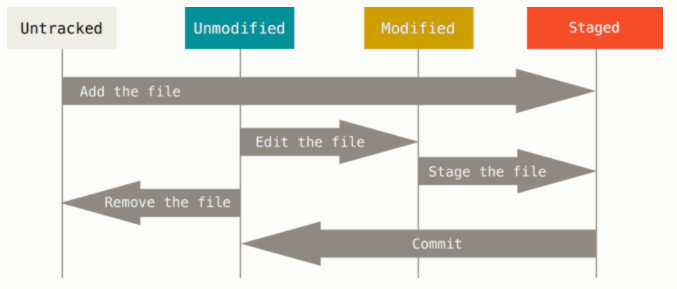 Untracked
Unmodified
Modified
Staged
Add the file
Edit the file
Stage the file
Remove the file
Commit